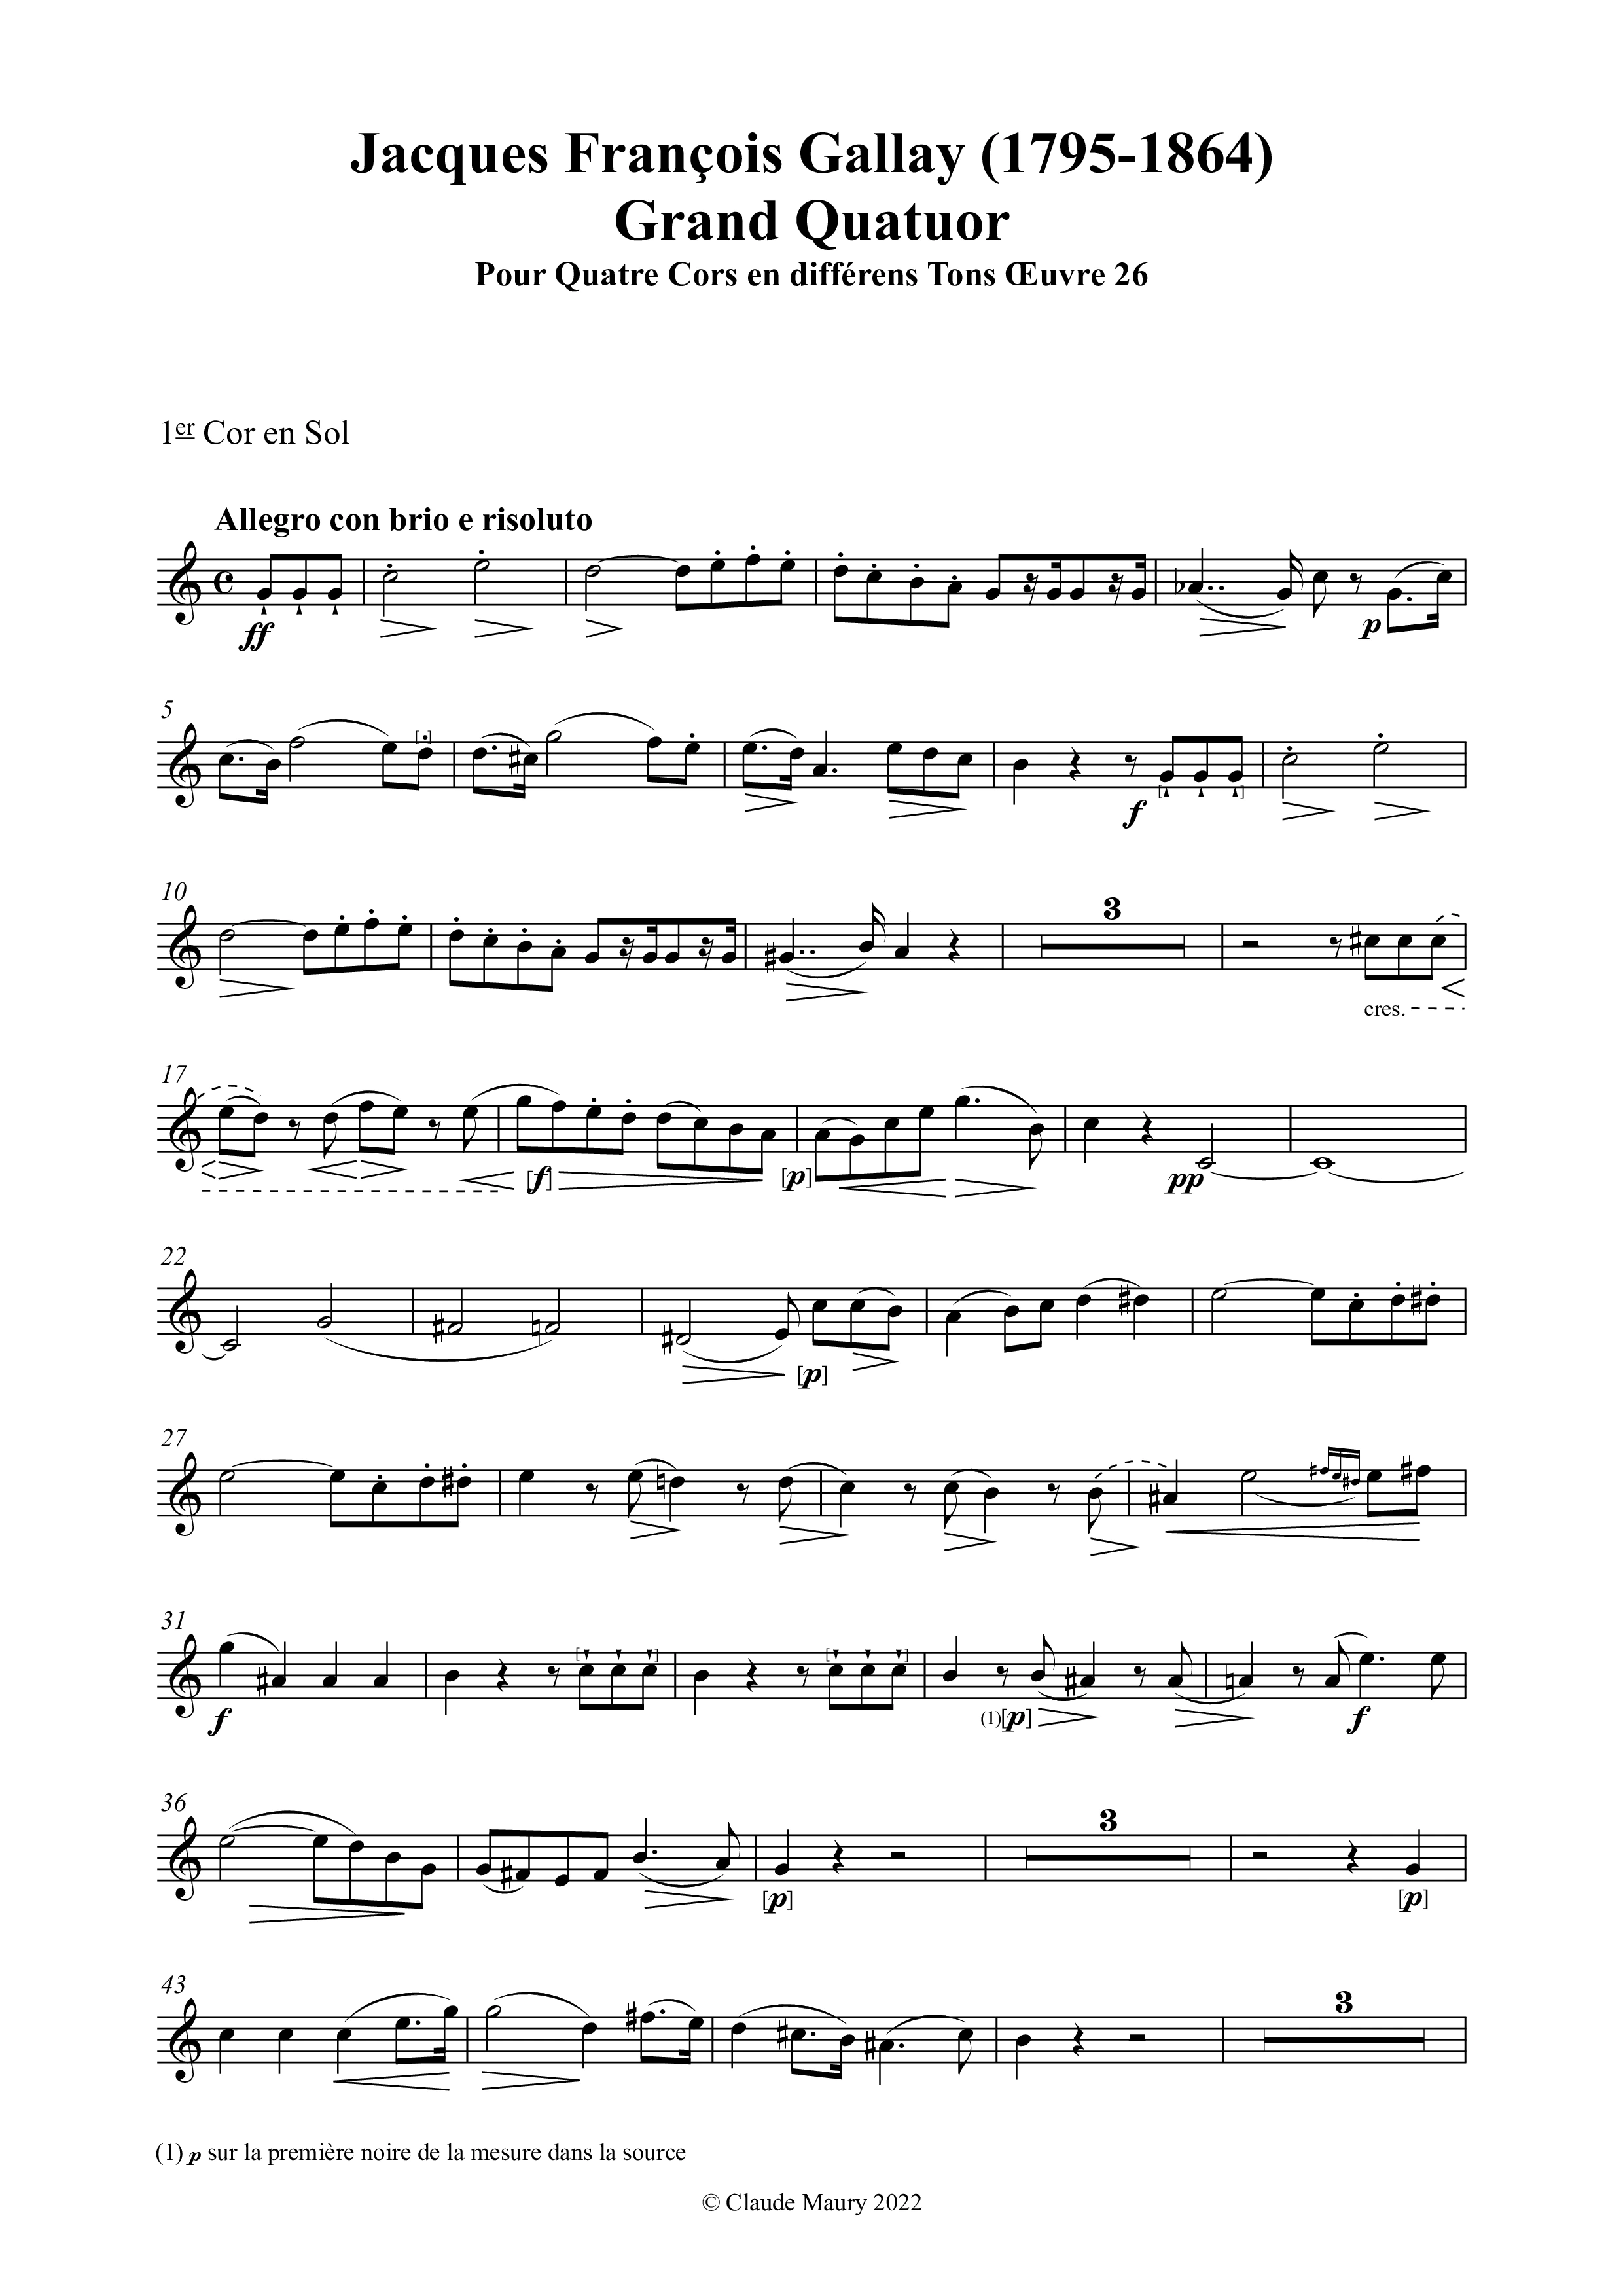 Jacques François Gallay (1795-1864)
Grand Quatuor
Pour Quatre Cors en différens Tons Œuvre 26
1er Cor en Sol
Allegro con brio e risoluto
ff
p
5
[.]
f
[ ]
10
3
cres.
17
[f]
[p]
pp
22
[p]
27
31
f
[ ]
[ ]
(1)[p]
f
36
3
[p]
[p]
43
3
(1) p sur la première noire de la mesure dans la source
© Claude Maury 2022